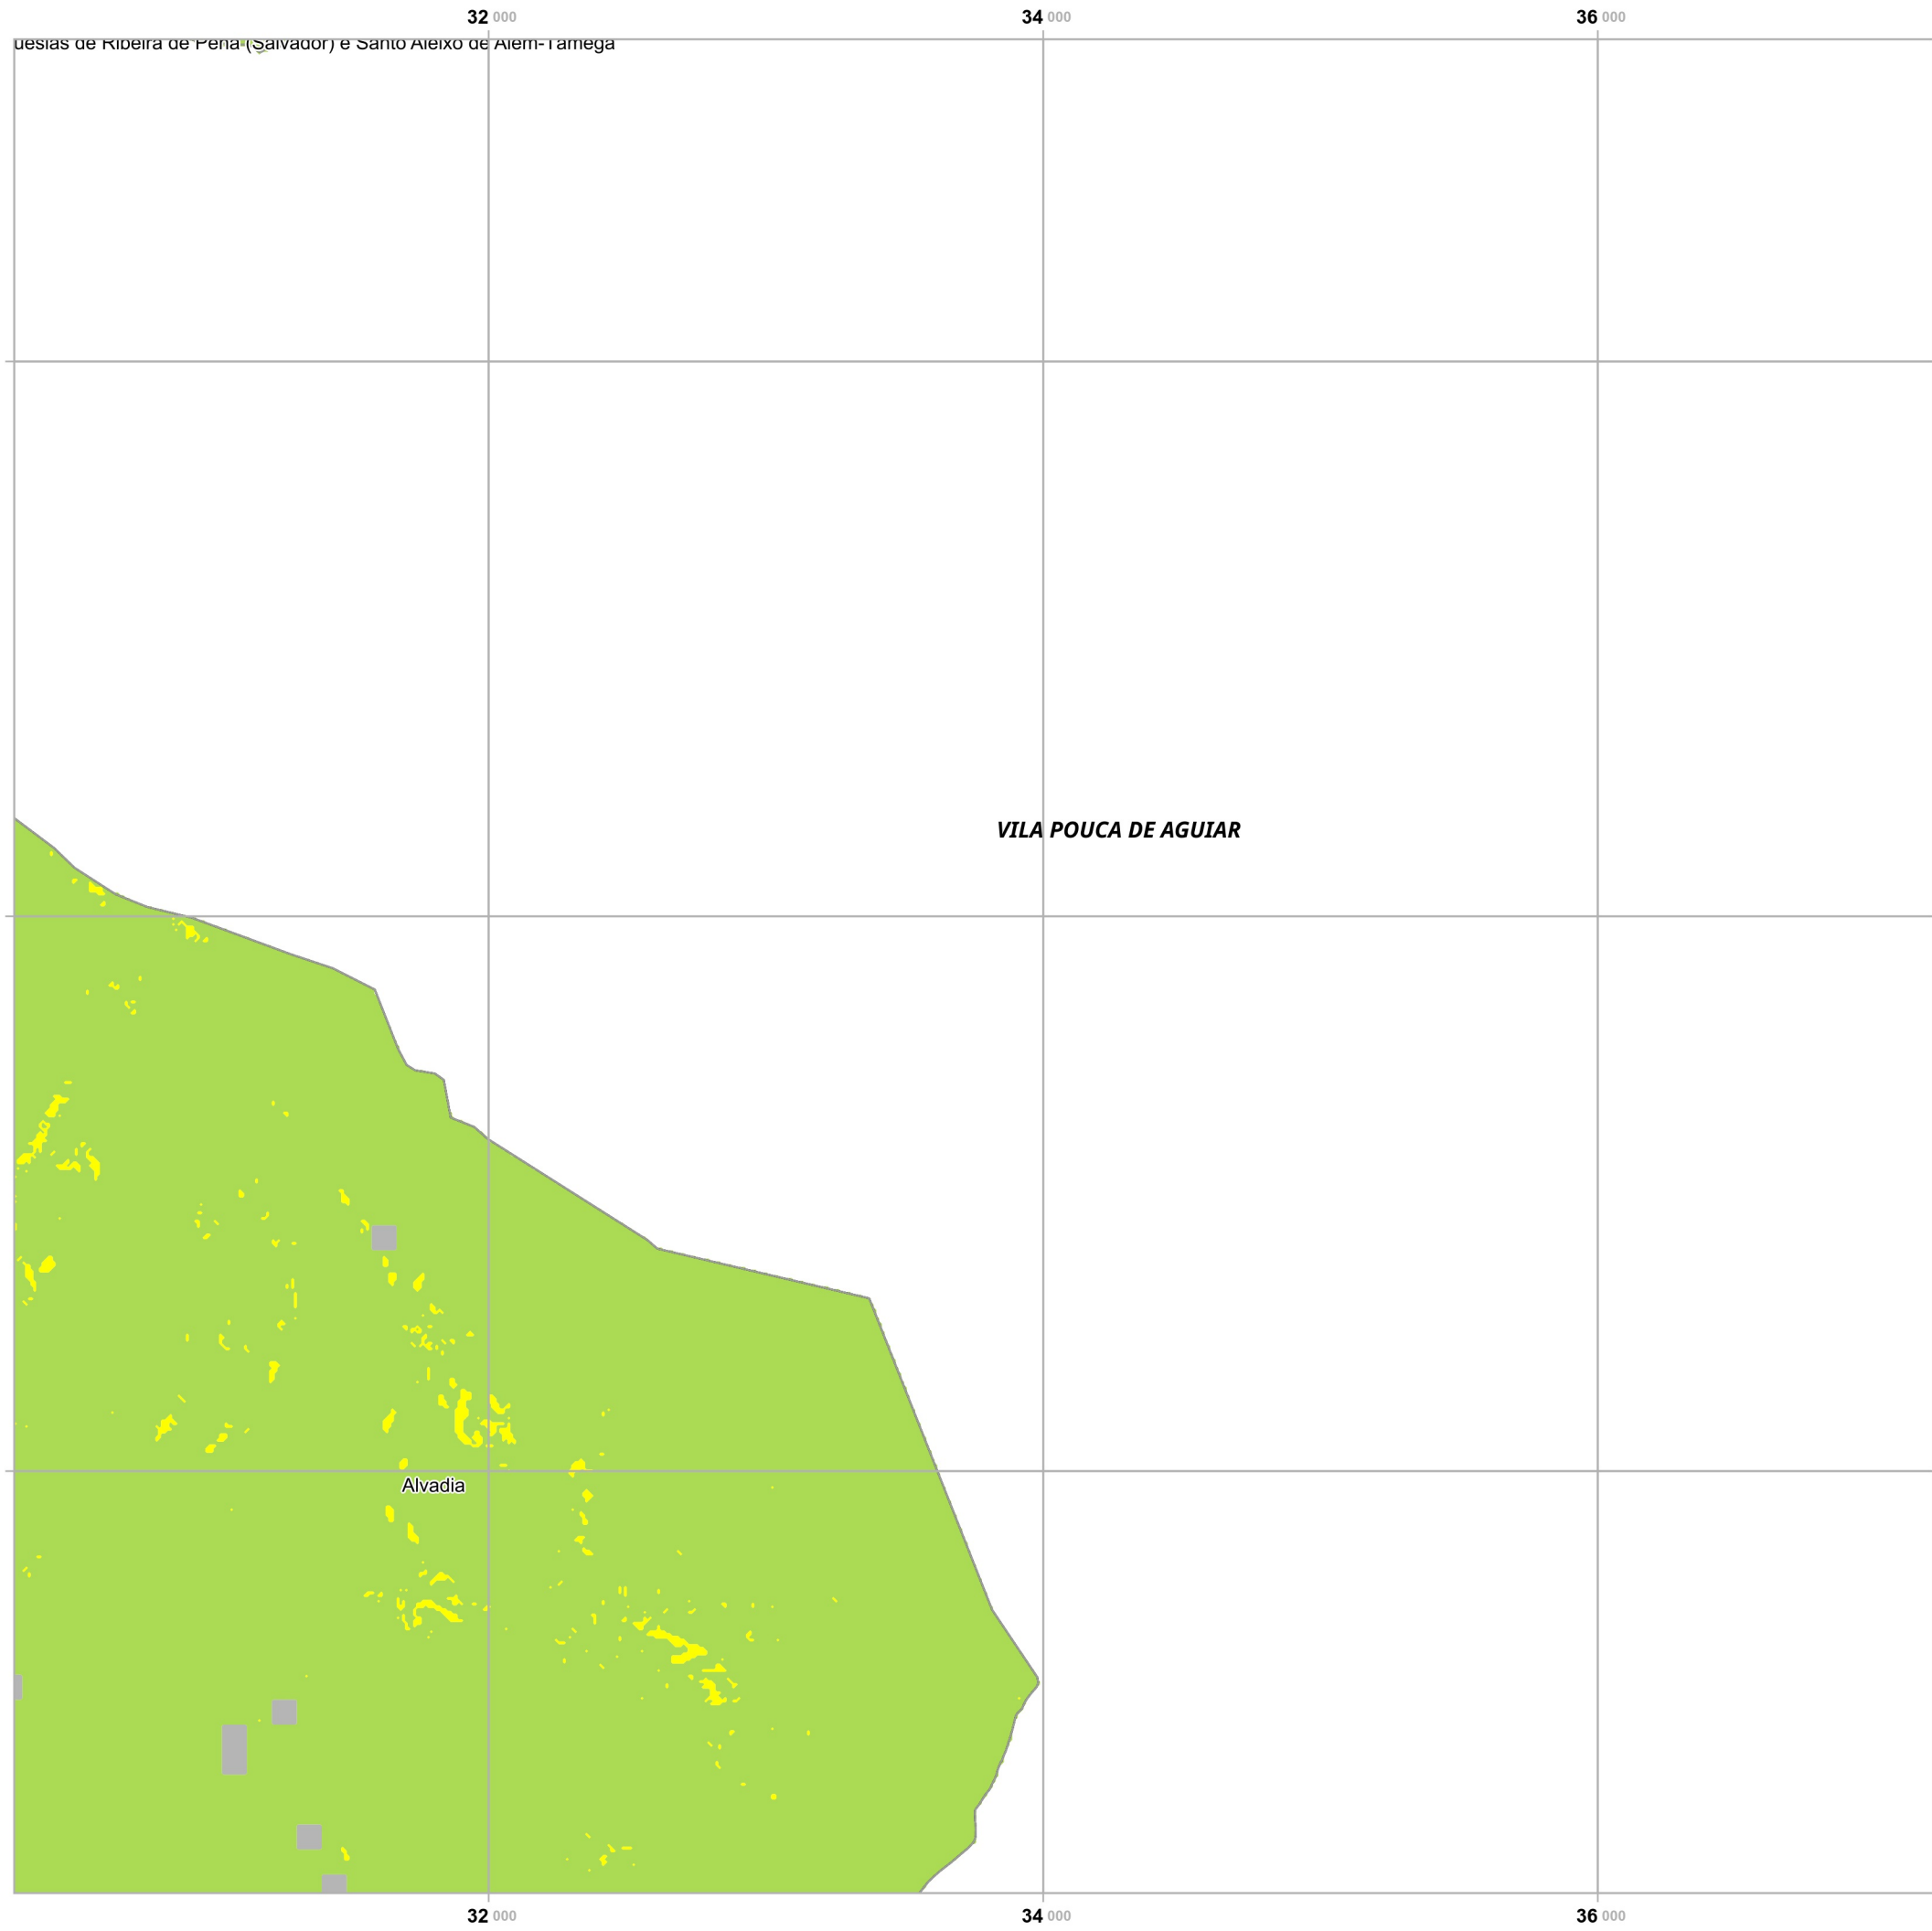 32 000
34 000
36 000
uesias de Ribeira de Pena (Salvador) e Santo Aleixo de Além-Tâmega
VILA POUCA DE AGUIAR
Alvadia
32 000
34 000
36 000